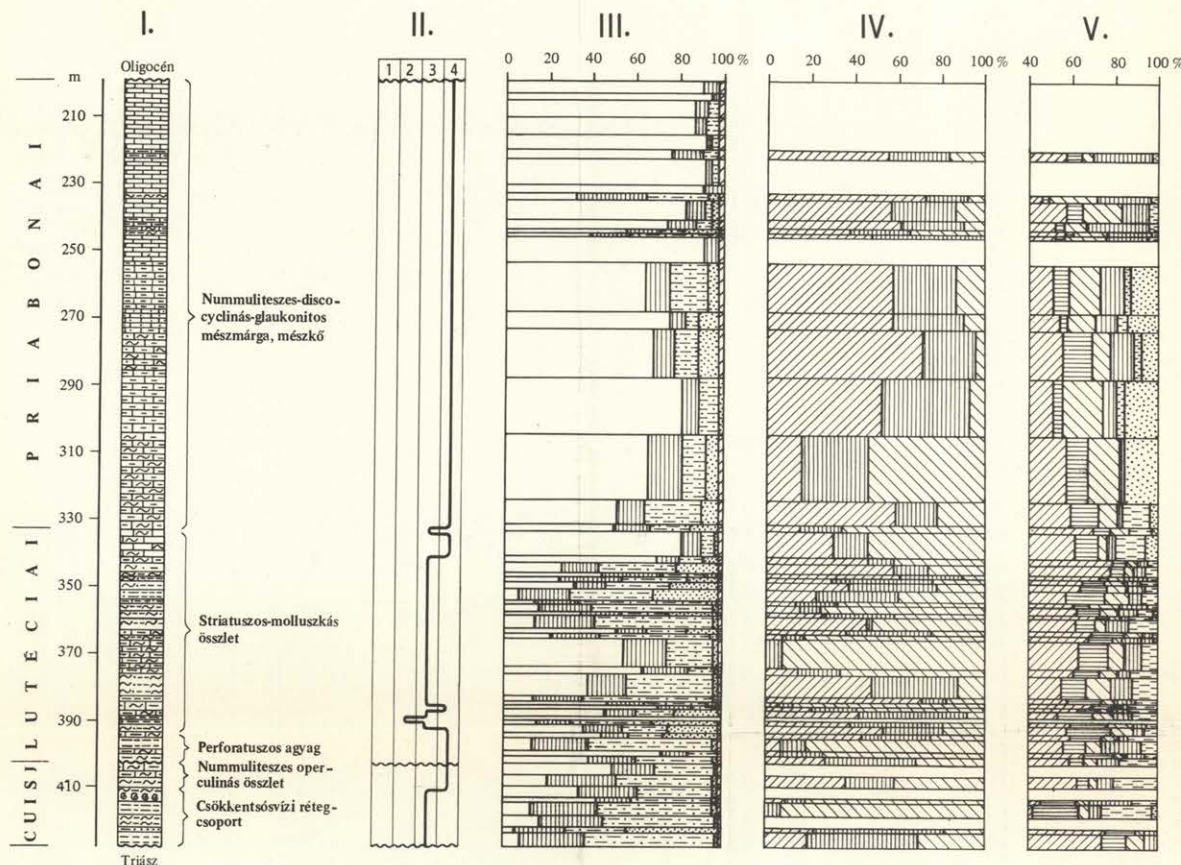 I. II. III. IV. V.
Oligocén
m
1 2 3 4
0 20 40 60 80 100 %
0 20 40 60 80 100 %
40 60 80 100 %
210
230
250
270
290
310
330
350
370
390
410
PRIABONAI
LUTÉCIAI
CUISI
Nummuliteszes-disco-
cyclinás-glaukonitos
mészmárga, mészkő
Striatuszos-molluszkás
összlet
Perforatuszos agyag
Nummuliteszes oper-
culinás összlet
Csökkentsósvízi réteg-
csoport
Triász